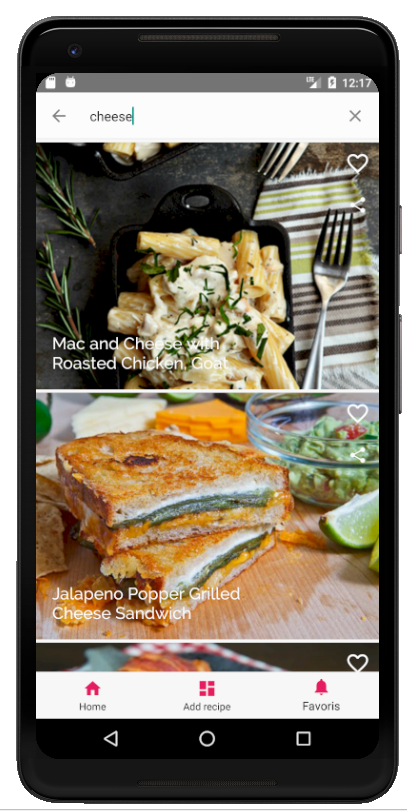 LTE 12:17
cheese
Mac and Cheese with
Roasted Chicken, Goat
Jalapeno Popper Grilled
Cheese Sandwich
Home Add recipe Favoris